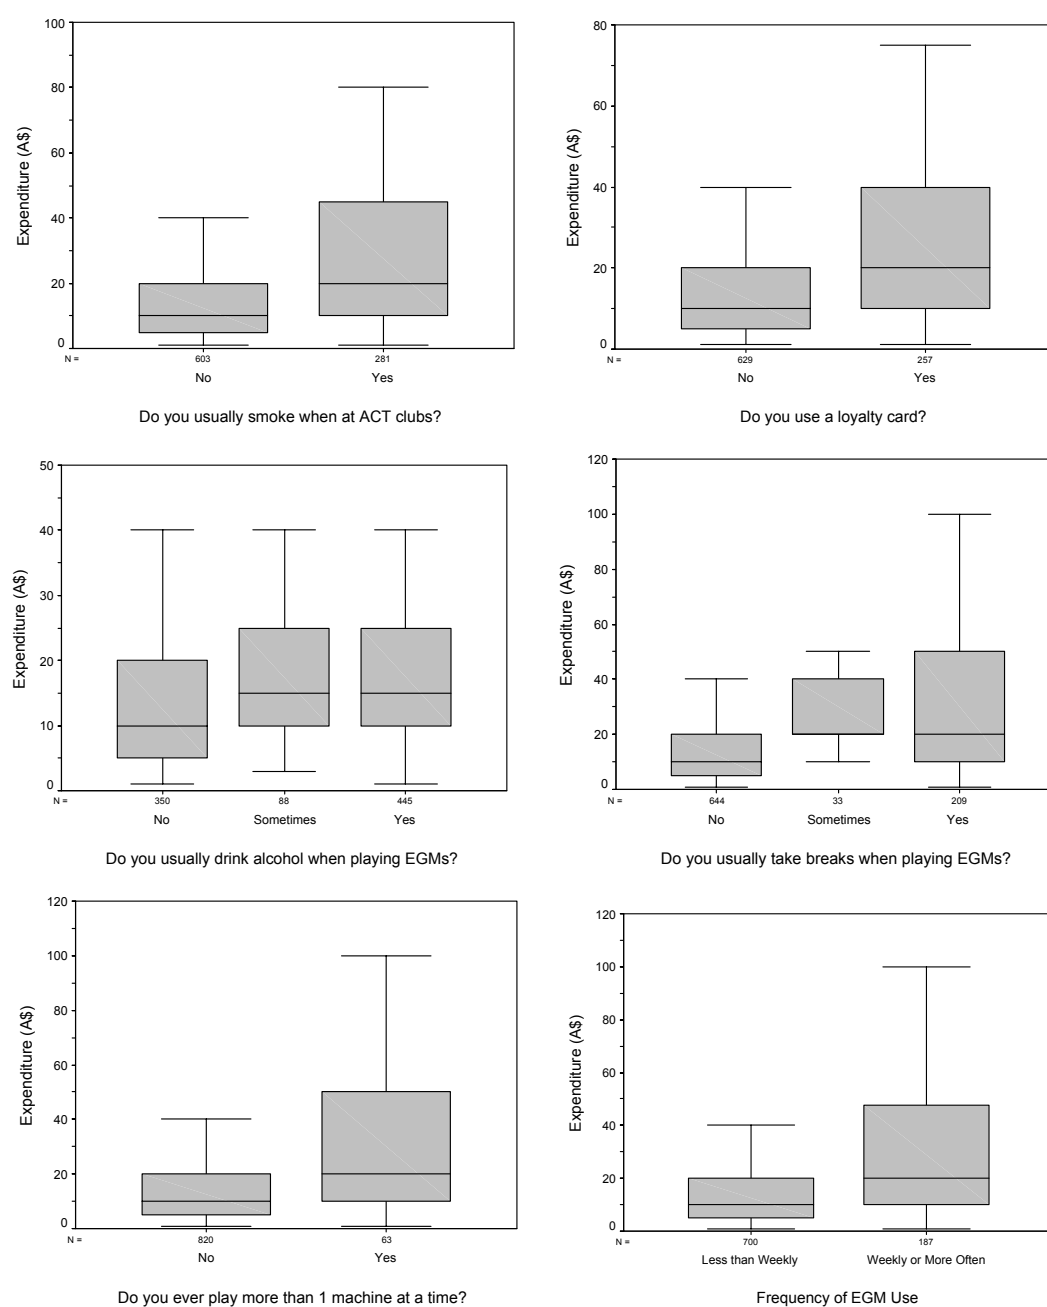 100
80
60
40
20
0
Expenditure (A$)
N =
603
281
No
Yes
Do you usually smoke when at ACT clubs?
80
60
40
20
0
Expenditure (A$)
N =
629
257
No
Yes
Do you use a loyalty card?
50
40
30
20
10
0
Expenditure (A$)
N =
350
88
445
No
Sometimes
Yes
Do you usually drink alcohol when playing EGMs?
120
100
80
60
40
20
0
Expenditure (A$)
N =
644
33
209
No
Sometimes
Yes
Do you usually take breaks when playing EGMs?
120
100
80
60
40
20
0
Expenditure (A$)
N =
820
63
No
Yes
Do you ever play more than 1 machine at a time?
120
100
80
60
40
20
0
Expenditure (A$)
N =
700
187
Less than Weekly
Weekly or More Often
Frequency of EGM Use